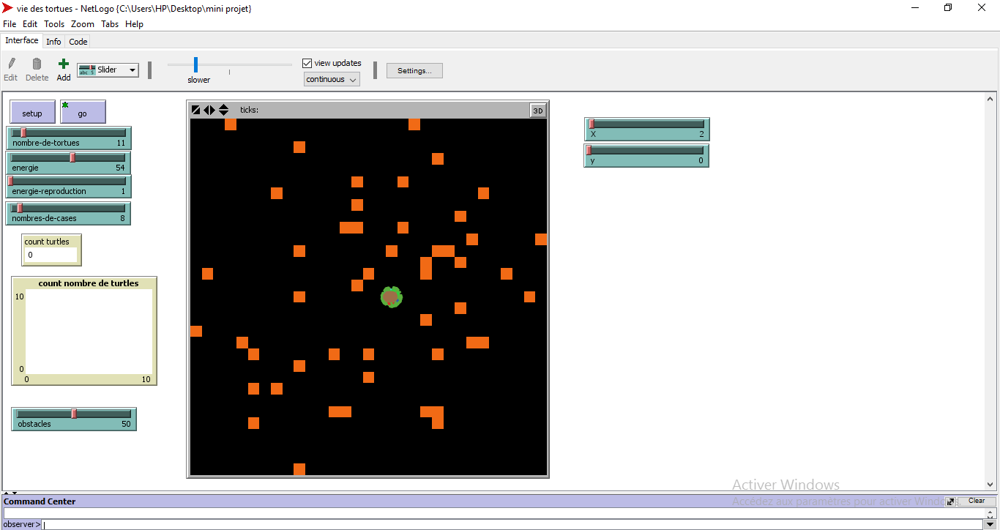 vie des tortues - NetLogo {C:\Users\HP\Desktop\mini projet}
File Edit Tools Zoom Tabs Help
Interface Info Code
Edit Delete Add
abc 5
Slider
slower
view updates
continuous
Settings...
setup
go
nombre-de-tortues 11
energie 54
energie-reproduction 1
nombres-de-cases 8
count turtles
0
count nombre de turtles
10
0
0 10
obstacles 50
ticks:
3D
X 2
y 0
Activer Windows
Accédez aux paramètres pour activer Windows.
Command Center
Clear
observer>